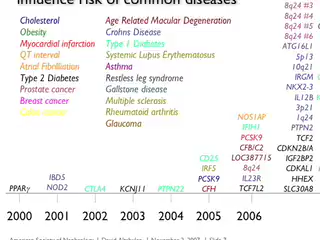 influence risk of common diseases
Cholesterol
Obesity
Myocardial infarction
QT interval
Atrial Fibrillation
Type 2 Diabetes
Prostate cancer
Breast cancer
Age Related Macular Degeneration
Crohns Disease
Type 1 Diabetes
Systemic Lupus Erythematosus
Asthma
Restless leg syndrome
Gallstone disease
Multiple sclerosis
Rheumatoid arthritis
Glaucoma
PPARγ
IBD5
NOD2
CTLA4
KCNJ11
PTPN22
CD25
IRF5
PCSK9
CFH
NOS1AP
IFIH1
PCSK9
CFB/C2
LOC387715
8q24
IL23R
TCF7L2
8q24 #3
8q24 #4
8q24 #5
8q24 #6
ATG16L1
5p13
10q21
IRGM
NKX2-3
IL12B
3p21
1q24
PTPN2
TCF2
CDKN2B/A
IGF2BP2
CDKAL1
HHEX
SLC30A8
2000
2001
2002
2003
2004
2005
2006